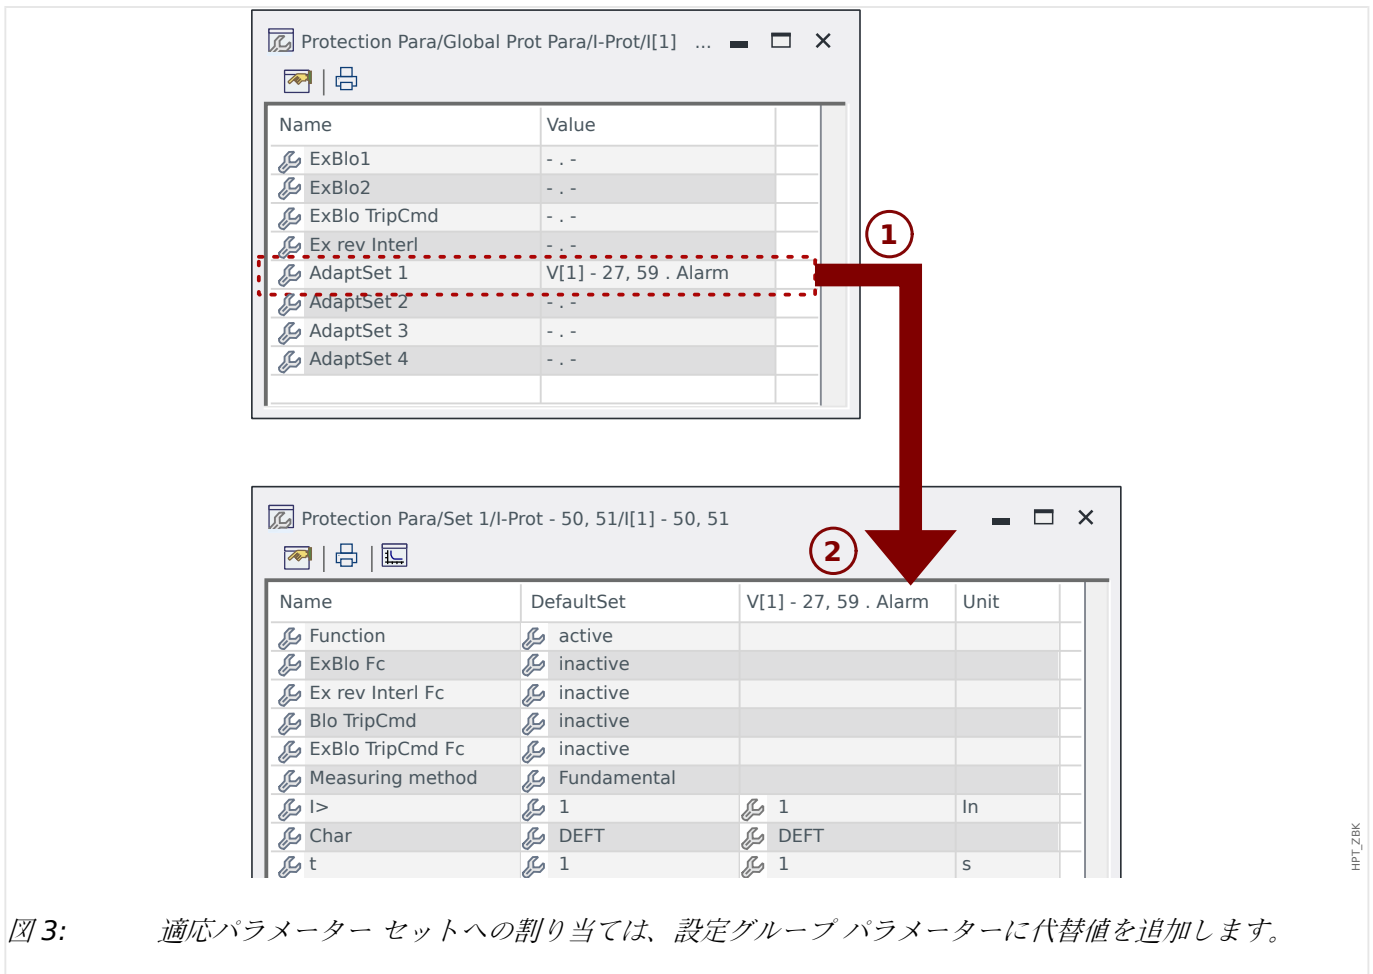 Protection Para/Global Prot Para/I-Prot/I[1] ...
Name Value
ExBlo1 - . -
ExBlo2 - . -
ExBlo TripCmd - . -
Ex rev Interl - . -
AdaptSet 1 V[1] - 27, 59 . Alarm
AdaptSet 2 - . -
AdaptSet 3 - . -
AdaptSet 4 - . -
1
Protection Para/Set 1/I-Prot - 50, 51/I[1] - 50, 51
2
Name DefaultSet V[1] - 27, 59 . Alarm Unit
Function active
ExBlo Fc inactive
Ex rev Interl Fc inactive
Blo TripCmd inactive
ExBlo TripCmd Fc inactive
Measuring method Fundamental
I> 1 1 In
Char DEFT DEFT
t 1 1 s
HPT_ZBK
図 3: 適応パラメーター セットへの割り当ては、設定グループ パラメーターに代替値を追加します。